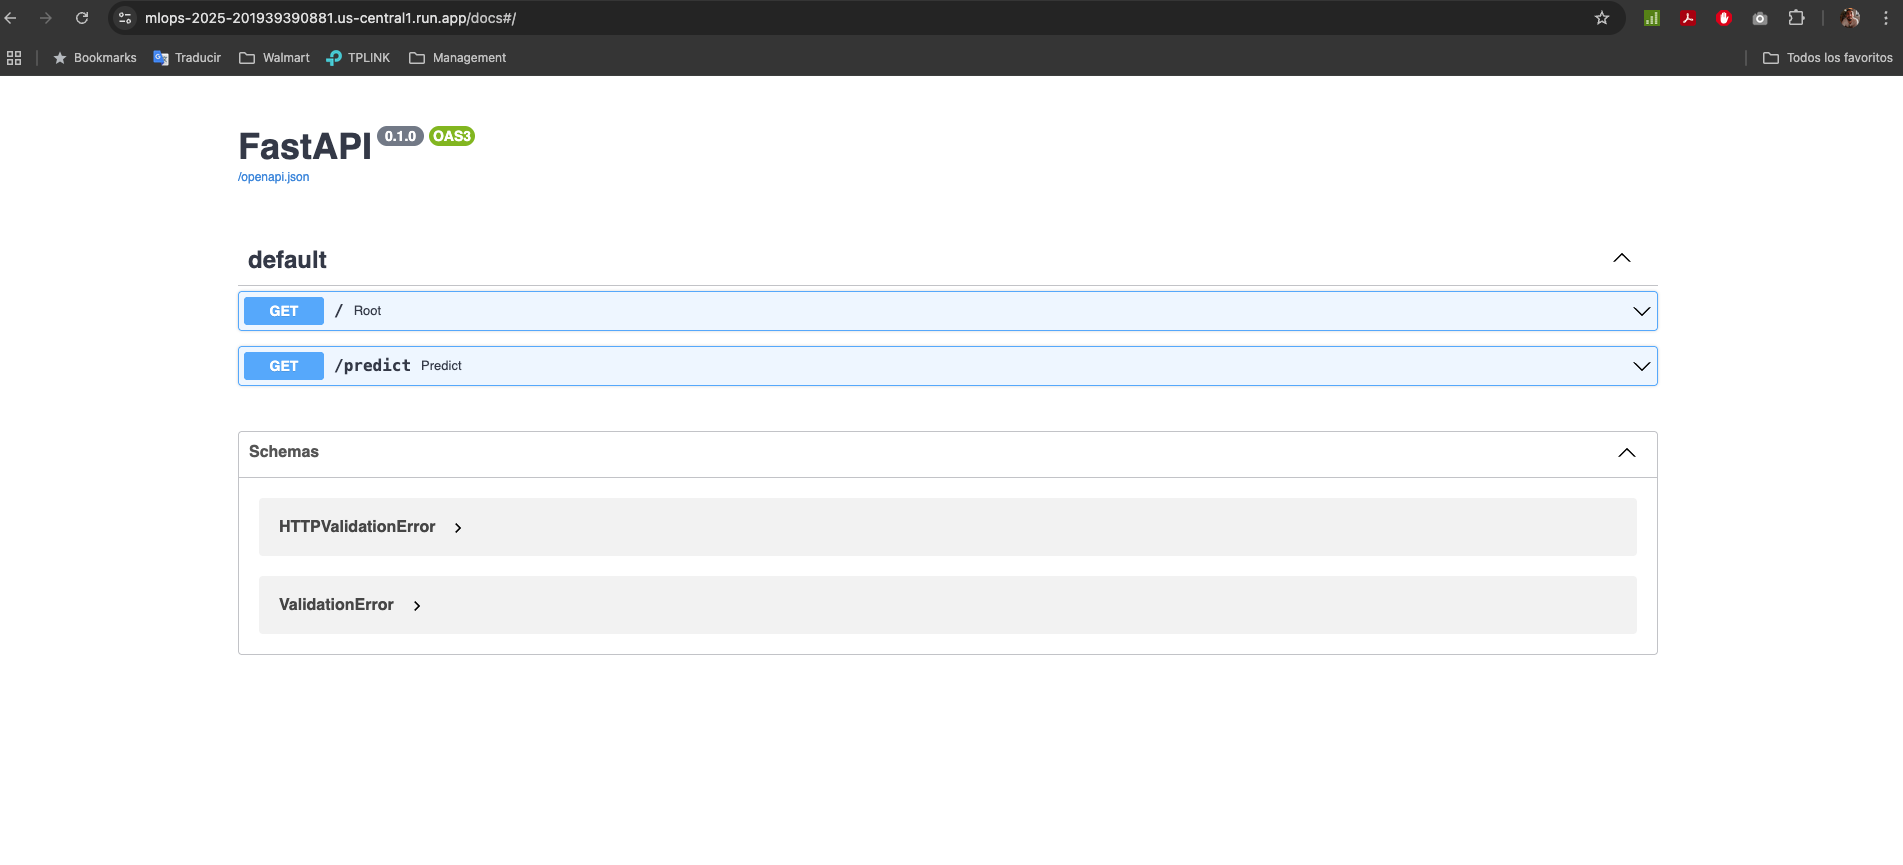 mlops-2025-201939390881.us-central1.run.app/docs#/
Bookmarks Traducir Walmart TPLINK Management Todos los favoritos
FastAPI 0.1.0 OAS3
/openapi.json
default
GET / Root
GET /predict Predict
Schemas
HTTPValidationError
ValidationError